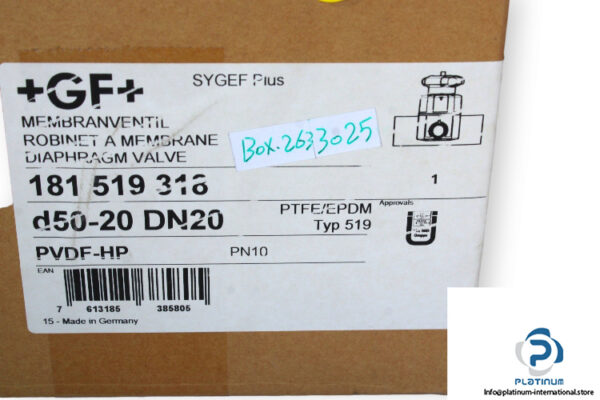 +GF+
SYGEF Plus
MEMBRANVENTIL
ROBINET A MEMBRANE
DIAPHRAGM VALVE
Box.2633025
181 519 318
1
d50-20 DN20
PTFE/EPDM
Typ 519
Approvals
PVDF-HP
PN10
EAN
7 613185 385805
15 - Made in Germany
PLATINUM
Info@platinum-international.store